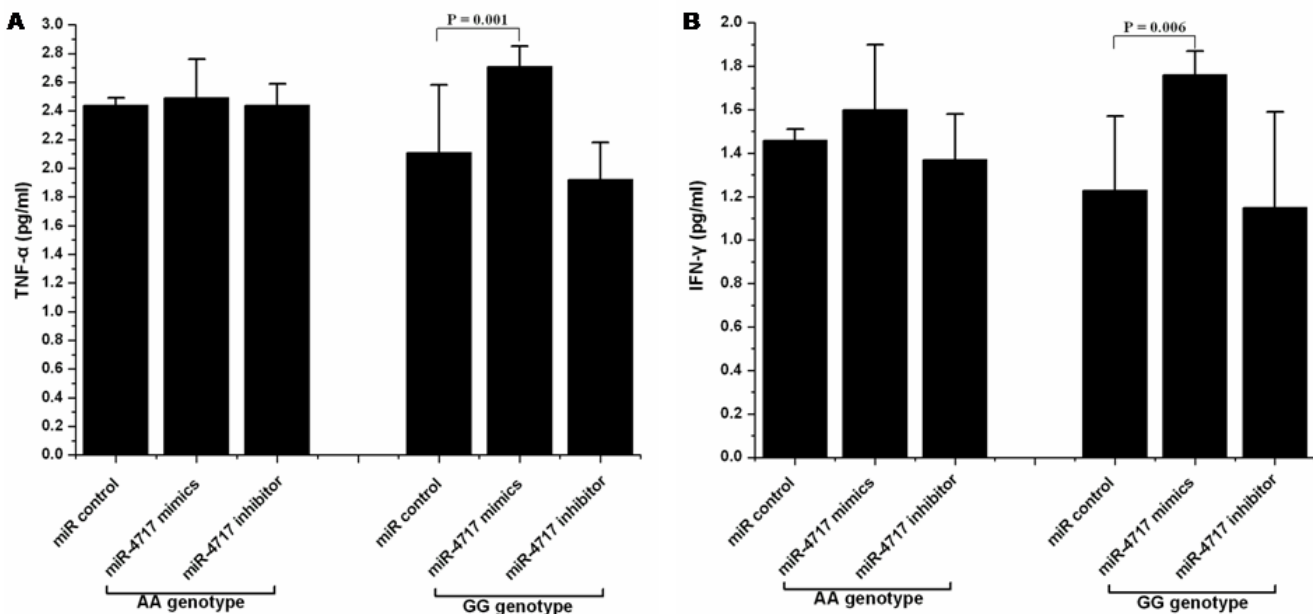 A
P = 0.001
3.0
2.8
2.6
2.4
2.2
2.0
1.8
1.6
1.4
1.2
1.0
0.8
0.6
0.4
0.2
0.0
TNF-α (pg/ml)
miR control
miR-4717 mimics
miR-4717 inhibitor
miR control
miR-4717 mimics
miR-4717 inhibitor
AA genotype
GG genotype
B
P = 0.006
2.0
1.8
1.6
1.4
1.2
1.0
0.8
0.6
0.4
0.2
0.0
IFN-γ (pg/ml)
miR control
miR-4717 mimics
miR-4717 inhibitor
miR control
miR-4717 mimics
miR-4717 inhibitor
AA genotype
GG genotype